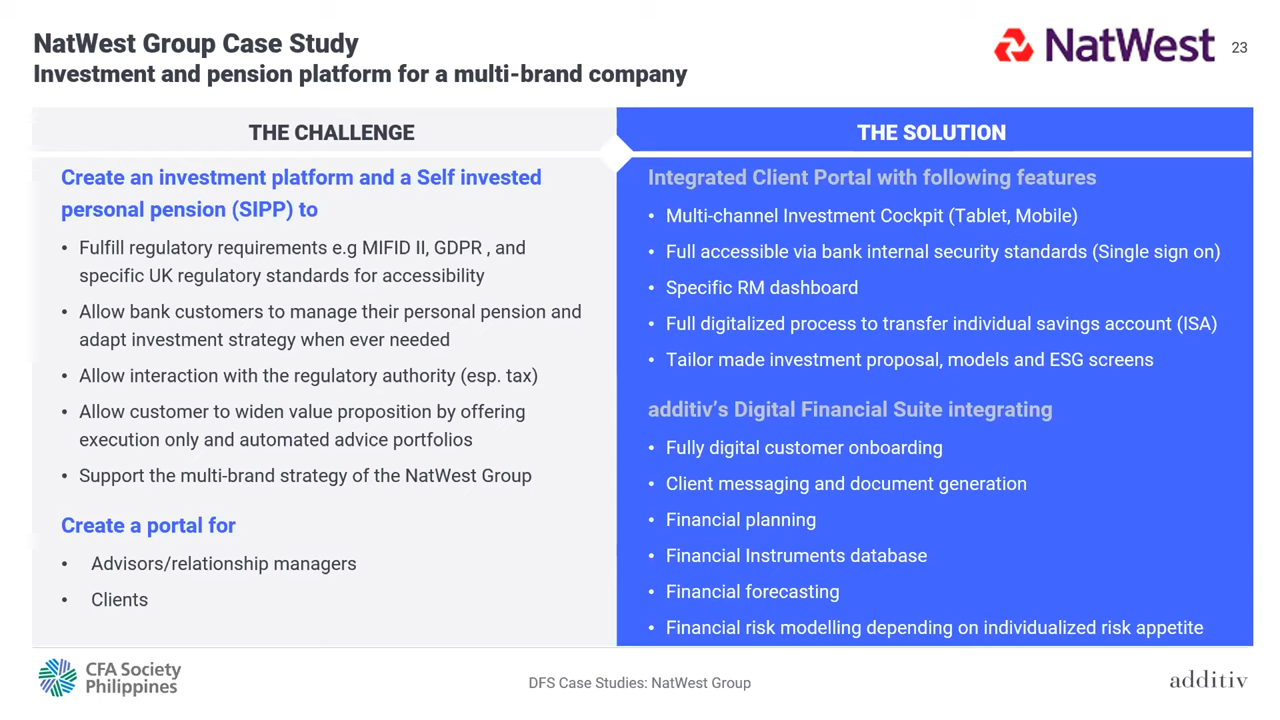 NatWest Group Case Study
Investment and pension platform for a multi-brand company
NatWest
23
THE CHALLENGE
Create an investment platform and a Self invested
personal pension (SIPP) to
• Fulfill regulatory requirements e.g MIFID II, GDPR , and
specific UK regulatory standards for accessibility
• Allow bank customers to manage their personal pension and
adapt investment strategy when ever needed
• Allow interaction with the regulatory authority (esp. tax)
• Allow customer to widen value proposition by offering
execution only and automated advice portfolios
• Support the multi-brand strategy of the NatWest Group
Create a portal for
• Advisors/relationship managers
• Clients
THE SOLUTION
Integrated Client Portal with following features
• Multi-channel Investment Cockpit (Tablet, Mobile)
• Full accessible via bank internal security standards (Single sign on)
• Specific RM dashboard
• Full digitalized process to transfer individual savings account (ISA)
• Tailor made investment proposal, models and ESG screens
additiv’s Digital Financial Suite integrating
• Fully digital customer onboarding
• Client messaging and document generation
• Financial planning
• Financial Instruments database
• Financial forecasting
• Financial risk modelling depending on individualized risk appetite
CFA Society
Philippines
DFS Case Studies: NatWest Group
additiv